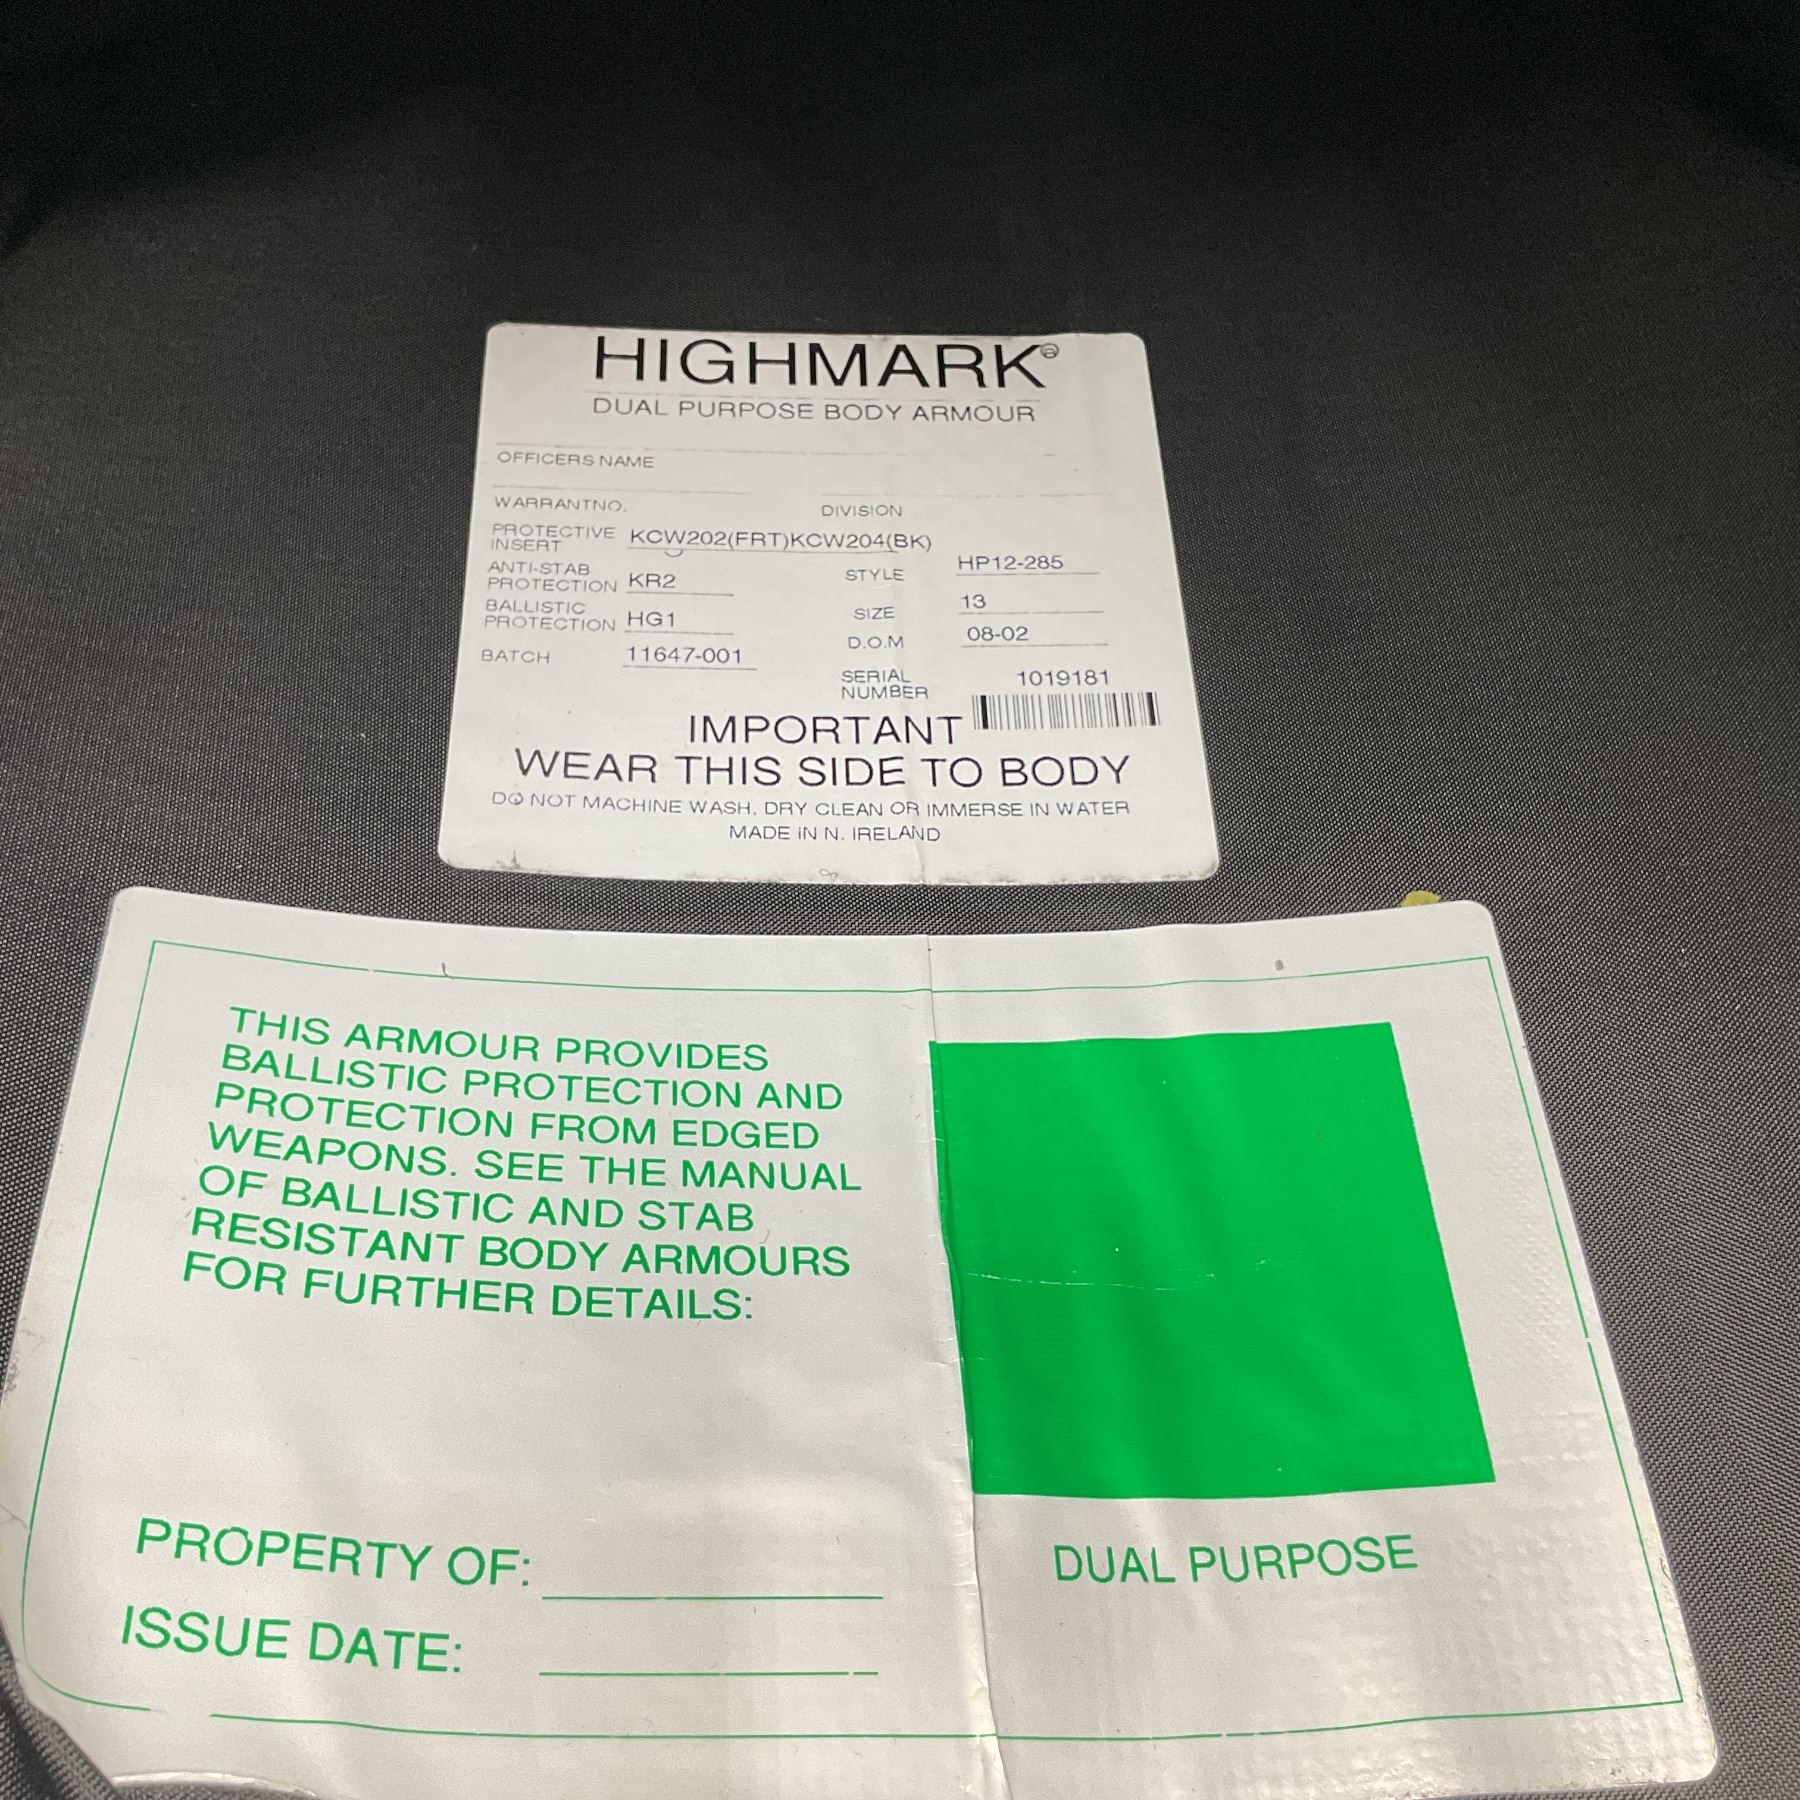 HIGHMARK®
DUAL PURPOSE BODY ARMOUR
OFFICERS NAME
WARRANTNO.
DIVISION
PROTECTIVE INSERT KCW202(FRT)KCW204(BK)
ANTI-STAB PROTECTION KR2
STYLE HP12-285
BALLISTIC PROTECTION HG1
SIZE 13
D.O.M 08-02
BATCH 11647-001
SERIAL NUMBER 1019181
IMPORTANT
WEAR THIS SIDE TO BODY
DO NOT MACHINE WASH, DRY CLEAN OR IMMERSE IN WATER
MADE IN N. IRELAND
THIS ARMOUR PROVIDES
BALLISTIC PROTECTION AND
PROTECTION FROM EDGED
WEAPONS. SEE THE MANUAL
OF BALLISTIC AND STAB
RESISTANT BODY ARMOURS
FOR FURTHER DETAILS:
PROPERTY OF:
ISSUE DATE:
DUAL PURPOSE